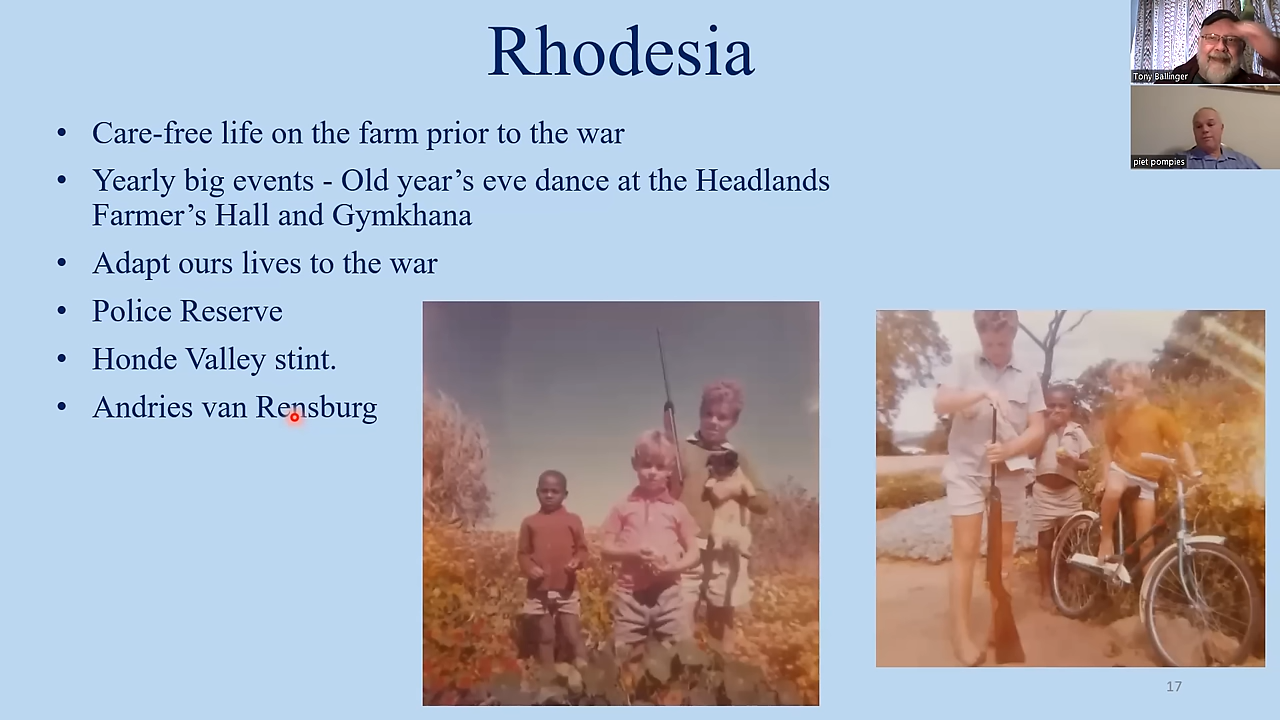 Rhodesia
• Care-free life on the farm prior to the war
• Yearly big events - Old year's eve dance at the Headlands
Farmer's Hall and Gymkhana
• Adapt ours lives to the war
• Police Reserve
• Honde Valley stint.
• Andries van Rensburg
Tony Ballinger
piet pompies
17